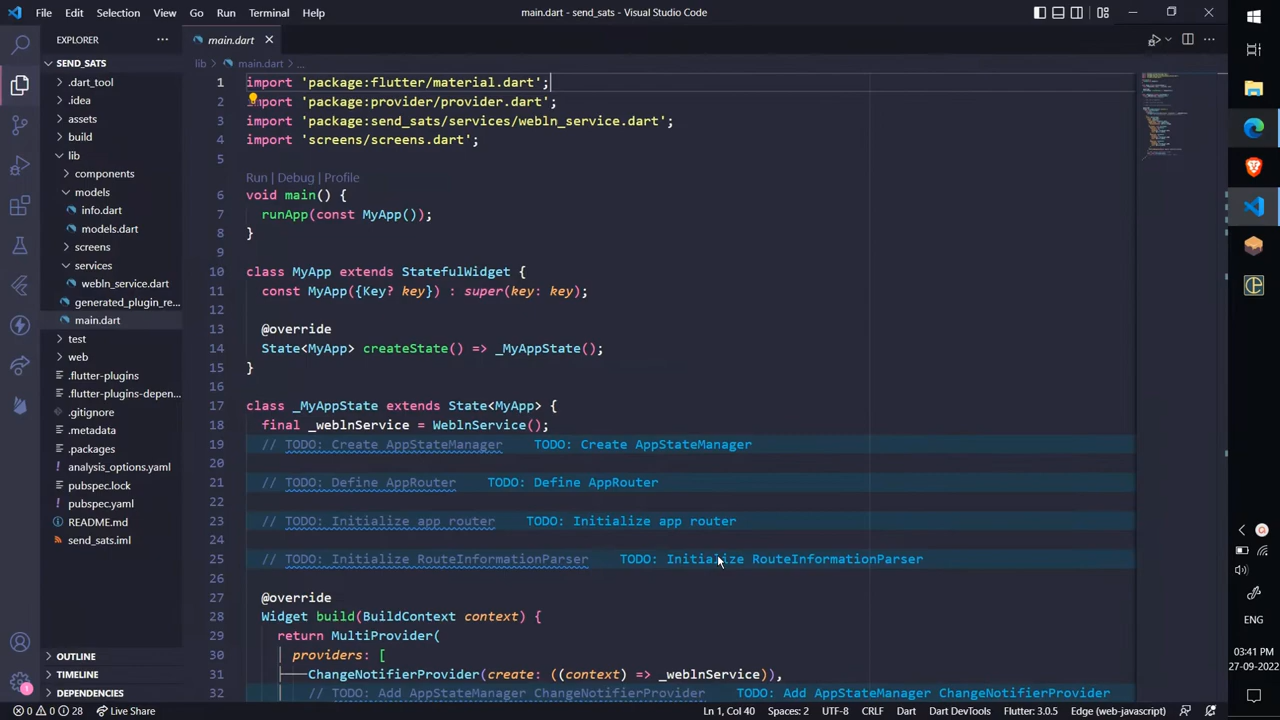 File Edit Selection View Go Run Terminal Help
main.dart - send_sats - Visual Studio Code
EXPLORER
main.dart
SEND_SATS
lib > main.dart > ...
.dart_tool
.idea
assets
build
lib
components
models
info.dart
models.dart
screens
services
webln_service.dart
generated_plugin_re...
main.dart
test
web
.flutter-plugins
.flutter-plugins-depen...
.gitignore
.metadata
.packages
analysis_options.yaml
pubspec.lock
pubspec.yaml
README.md
send_sats.iml
OUTLINE
TIMELINE
DEPENDENCIES
1 import 'package:flutter/material.dart';
2 import 'package:provider/provider.dart';
3 import 'package:send_sats/services/webln_service.dart';
4 import 'screens/screens.dart';
5
Run | Debug | Profile
6 void main() {
7 runApp(const MyApp());
8 }
9
10 class MyApp extends StatefulWidget {
11 const MyApp({Key? key}) : super(key: key);
12
13 @override
14 State<MyApp> createState() => _MyAppState();
15 }
16
17 class _MyAppState extends State<MyApp> {
18 final _weblnService = WeblnService();
19 // TODO: Create AppStateManager TODO: Create AppStateManager
20
21 // TODO: Define AppRouter TODO: Define AppRouter
22
23 // TODO: Initialize app router TODO: Initialize app router
24
25 // TODO: Initialize RouteInformationParser TODO: Initialize RouteInformationParser
26
27 @override
28 Widget build(BuildContext context) {
29 return MultiProvider(
30 providers: [
31 ChangeNotifierProvider(create: ((context) => _weblnService)),
32 // TODO: Add AppStateManager ChangeNotifierProvider TODO: Add AppStateManager ChangeNotifierProvider
0 0 28 Live Share
Ln 1, Col 40 Spaces: 2 UTF-8 CRLF Dart Dart DevTools Flutter: 3.0.5 Edge (web-javascript)
1
ENG
03:41 PM
27-09-2022